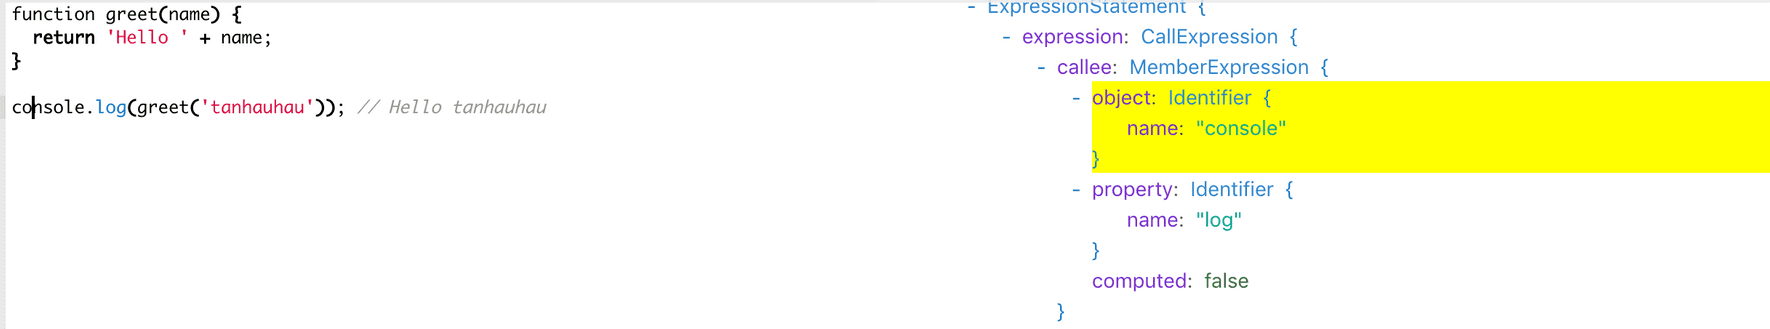 function greet(name) {
  return 'Hello ' + name;
}
console.log(greet('tanhauhau')); // Hello tanhauhau
- ExpressionStatement {
- expression: CallExpression {
- callee: MemberExpression {
- object: Identifier {
name: "console"
}
- property: Identifier {
name: "log"
}
computed: false
}